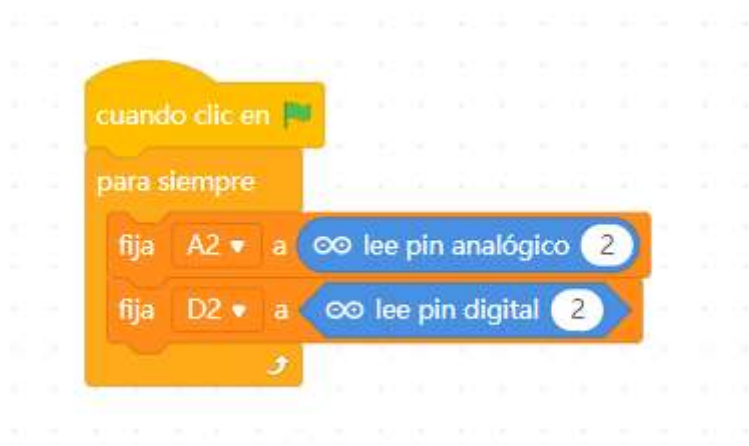 cuando clic en
para siempre
fija A2 a lee pin analógico 2
fija D2 a lee pin digital 2